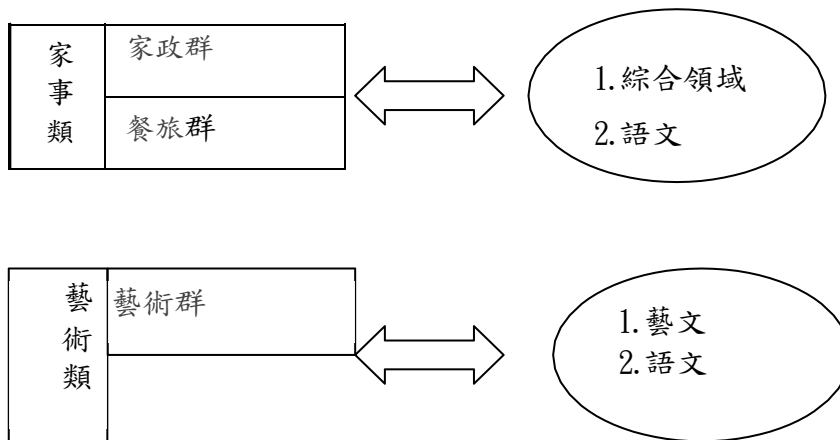 家事類
家政群
餐旅群
1.綜合領域
2.語文
藝術類
藝術群
1.藝文
2.語文